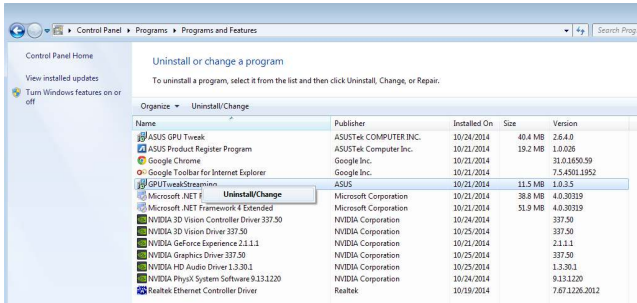 Control Panel ▸ Programs ▸ Programs and Features
Search Prog
Control Panel Home
View installed updates
Turn Windows features on or off
Uninstall or change a program
To uninstall a program, select it from the list and then click Uninstall, Change, or Repair.
Organize Uninstall/Change
Name Publisher Installed On Size Version
ASUS GPU Tweak ASUSTek COMPUTER INC. 10/24/2014 40.4 MB 2.6.4.0
ASUS Product Register Program ASUSTek Computer Inc. 10/21/2014 19.2 MB 1.0.026
Google Chrome Google Inc. 10/21/2014 31.0.1650.59
Google Toolbar for Internet Explorer Google Inc. 10/21/2014 7.5.4501.1952
GPUTweakStreaming ASUS 10/21/2014 11.5 MB 1.0.3.5
Uninstall/Change
Microsoft .NET F Microsoft Corporation 10/21/2014 38.8 MB 4.0.30319
Microsoft .NET Framework 4 Extended Microsoft Corporation 10/21/2014 51.9 MB 4.0.30319
NVIDIA 3D Vision Controller Driver 337.50 NVIDIA Corporation 10/24/2014 337.50
NVIDIA 3D Vision Driver 337.50 NVIDIA Corporation 10/25/2014 337.50
NVIDIA GeForce Experience 2.1.1.1 NVIDIA Corporation 10/21/2014 2.1.1.1
NVIDIA Graphics Driver 337.50 NVIDIA Corporation 10/25/2014 337.50
NVIDIA HD Audio Driver 1.3.30.1 NVIDIA Corporation 10/25/2014 1.3.30.1
NVIDIA PhysX System Software 9.13.1220 NVIDIA Corporation 10/24/2014 9.13.1220
Realtek Ethernet Controller Driver Realtek 10/19/2014 7.67.1226.2012